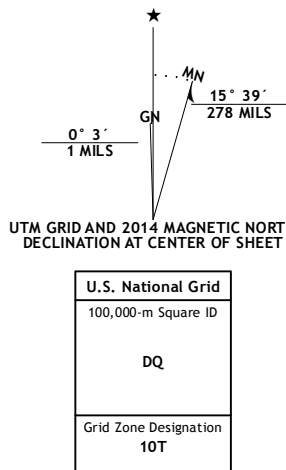 ★
MN
GN
15° 39´
278 MILS
0° 3´
1 MILS
UTM GRID AND 2014 MAGNETIC NORT
DECLINATION AT CENTER OF SHEET
U.S. National Grid
100,000-m Square ID
DQ
Grid Zone Designation
10T